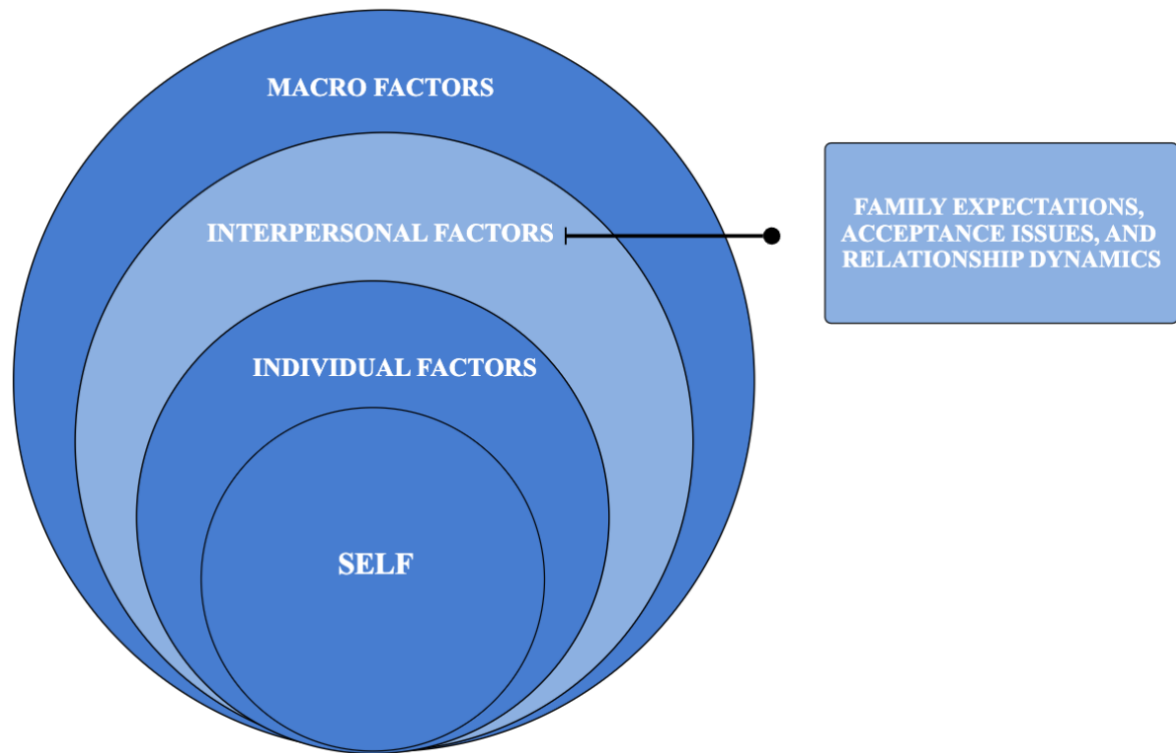 MACRO FACTORS
INTERPERSONAL FACTORS
FAMILY EXPECTATIONS,
ACCEPTANCE ISSUES, AND
RELATIONSHIP DYNAMICS
INDIVIDUAL FACTORS
SELF